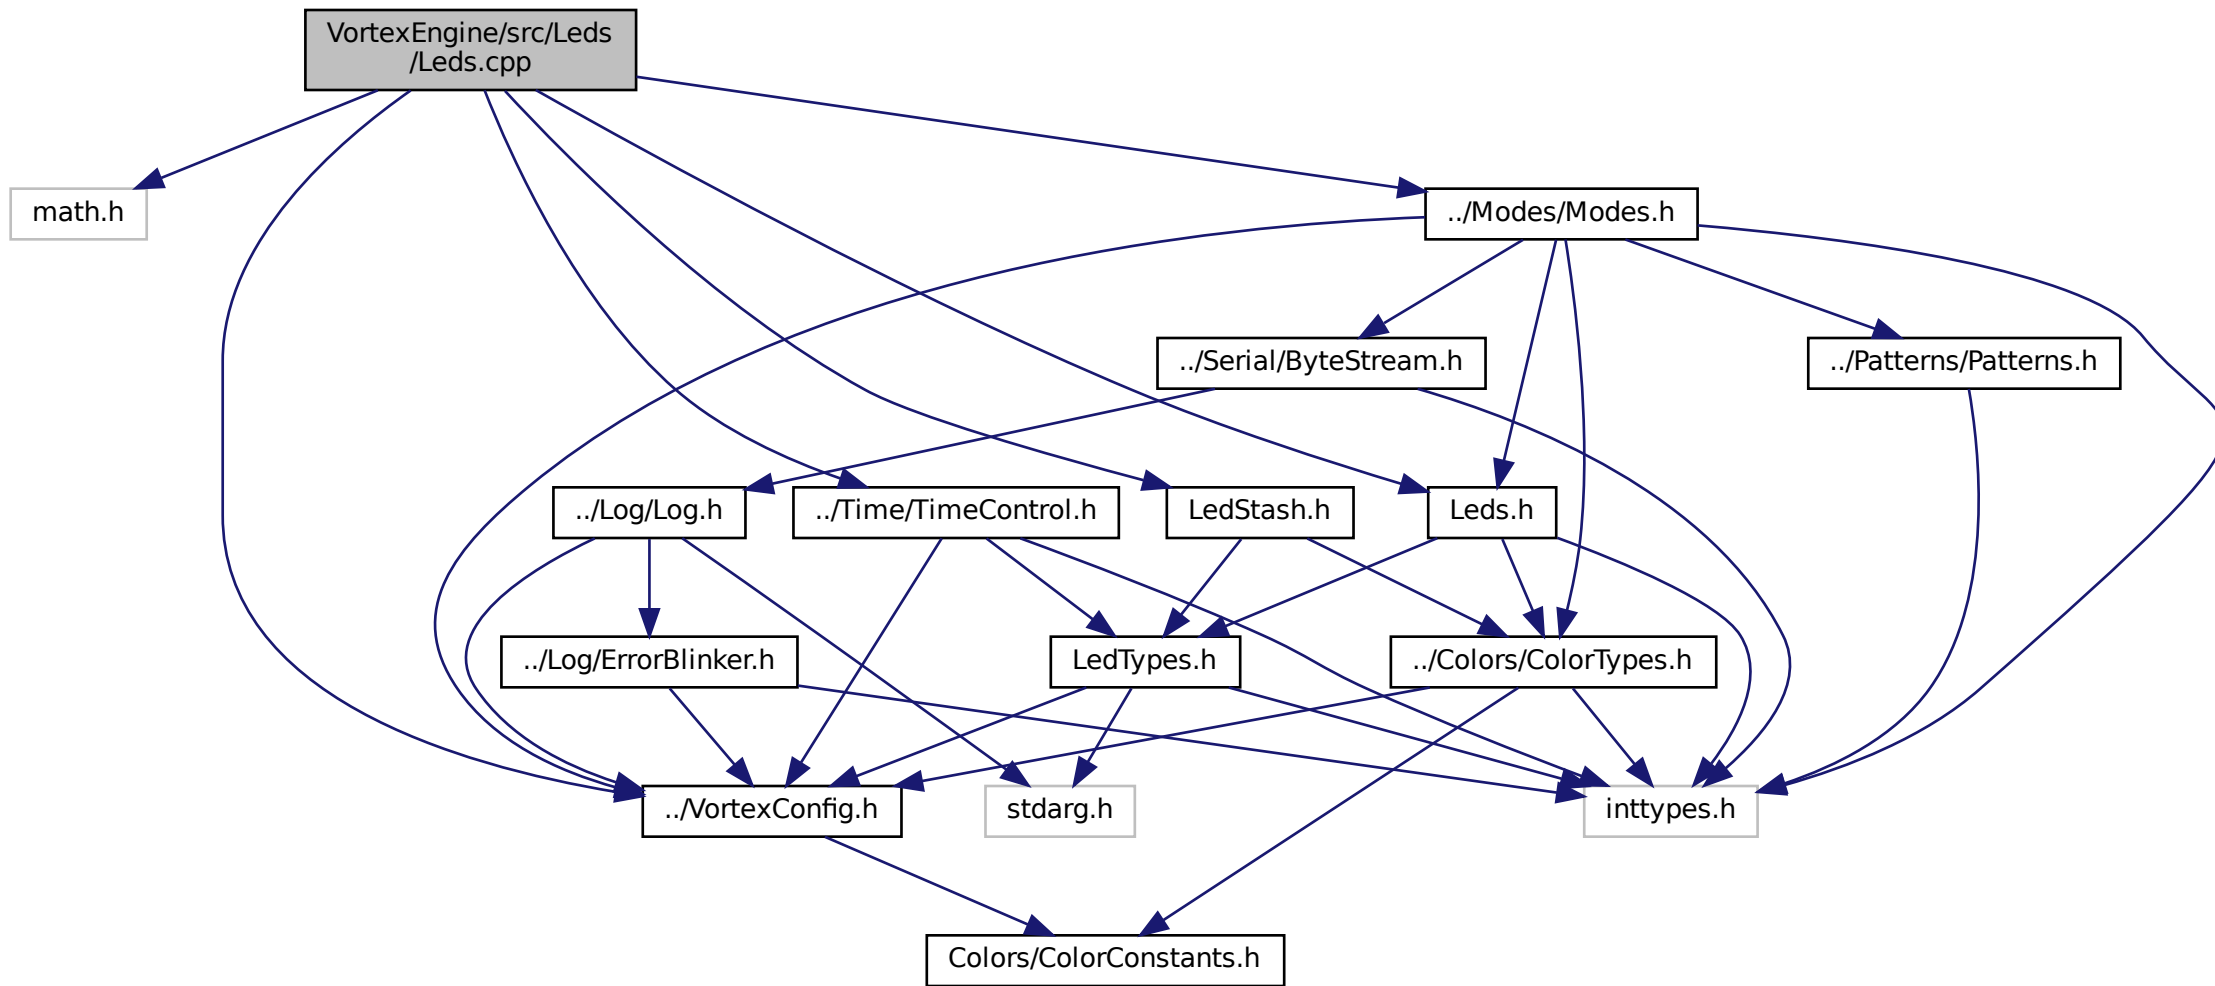 VortexEngine/src/Leds
/Leds.cpp
math.h
../Modes/Modes.h
../Serial/ByteStream.h
../Patterns/Patterns.h
../Log/Log.h
../Time/TimeControl.h
LedStash.h
Leds.h
../Log/ErrorBlinker.h
LedTypes.h
../Colors/ColorTypes.h
../VortexConfig.h
stdarg.h
inttypes.h
Colors/ColorConstants.h